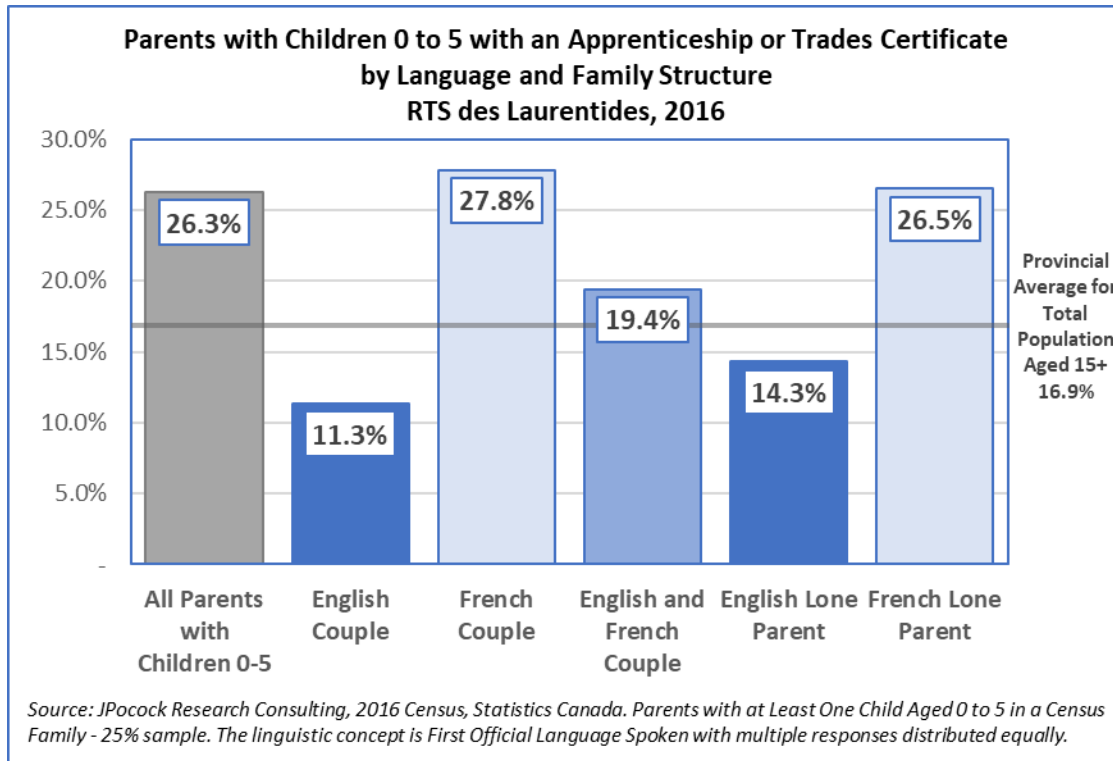 Parents with Children 0 to 5 with an Apprenticeship or Trades Certificate
by Language and Family Structure
RTS des Laurentides, 2016
30.0%
25.0%
20.0%
15.0%
10.0%
5.0%
-
26.3%
11.3%
27.8%
19.4%
14.3%
26.5%
Provincial
Average for
Total
Population
Aged 15+
16.9%
All Parents
with
Children 0-5
English
Couple
French
Couple
English and
French
Couple
English Lone
Parent
French Lone
Parent
Source: JPocock Research Consulting, 2016 Census, Statistics Canada. Parents with at Least One Child Aged 0 to 5 in a Census
Family - 25% sample. The linguistic concept is First Official Language Spoken with multiple responses distributed equally.